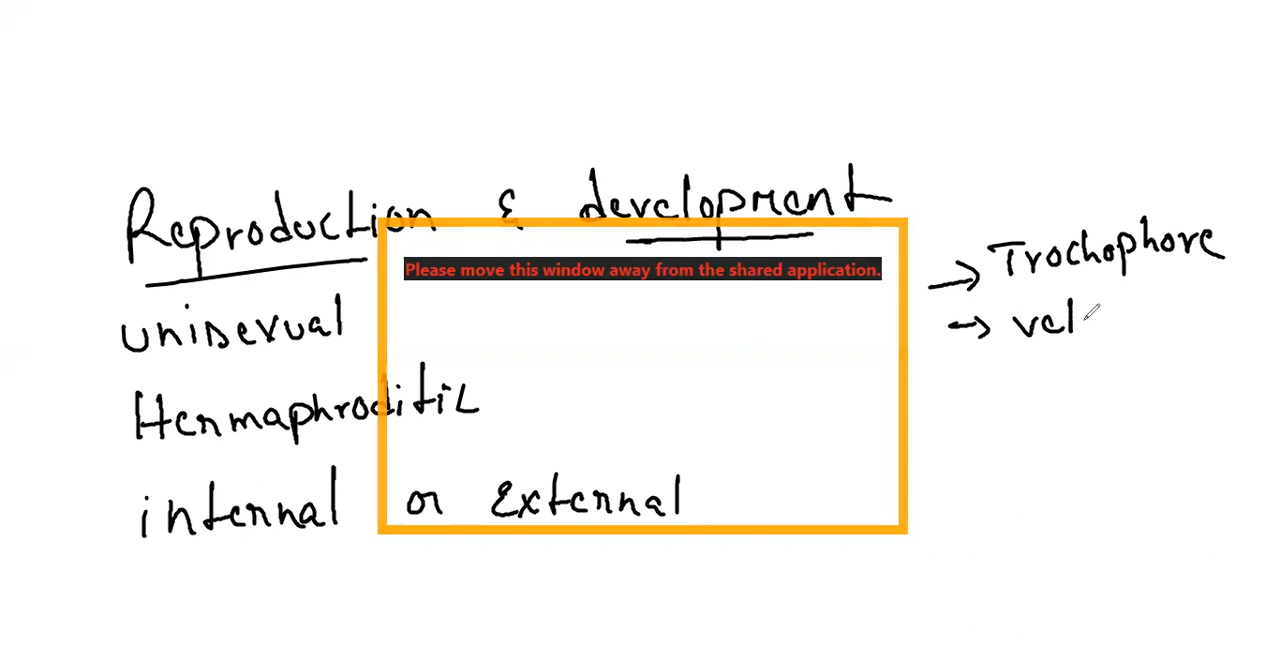 Reproduction & development
Please move this window away from the shared application.
→ Trochophore
unisexual
→ vel
Hermaphroditic
internal or External